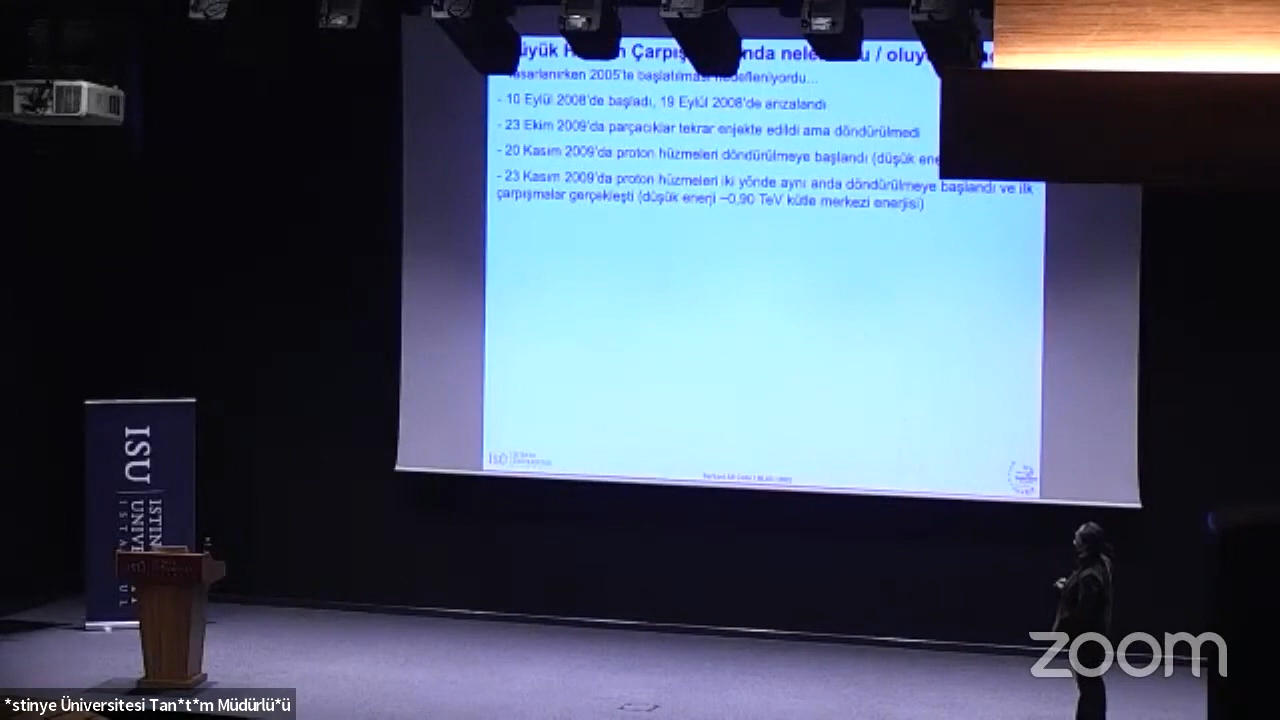 üyük H n Çarpış nda nele u / oluy
tasarlanırken 2005'te başlatılması hedefleniyordu...
- 10 Eylül 2008'de başladı, 19 Eylül 2008'de arızalandı
- 23 Ekim 2009'da parçacıklar tekrar enjekte edildi ama döndürülmedi
- 20 Kasım 2009'da proton hüzmeleri döndürülmeye başlandı (düşük ene
- 23 Kasım 2009'da proton hüzmeleri iki yönde aynı anda döndürülmeye başlandı ve ilk
çarpışmalar gerçekleşti (düşük enerji ~0,90 TeV kütle merkezi enerjisi)
ISU
ISU
ISTIN
UNIVE
ISTA
UL
zoom
*stinye Üniversitesi Tan*t*m Müdürlü*ü